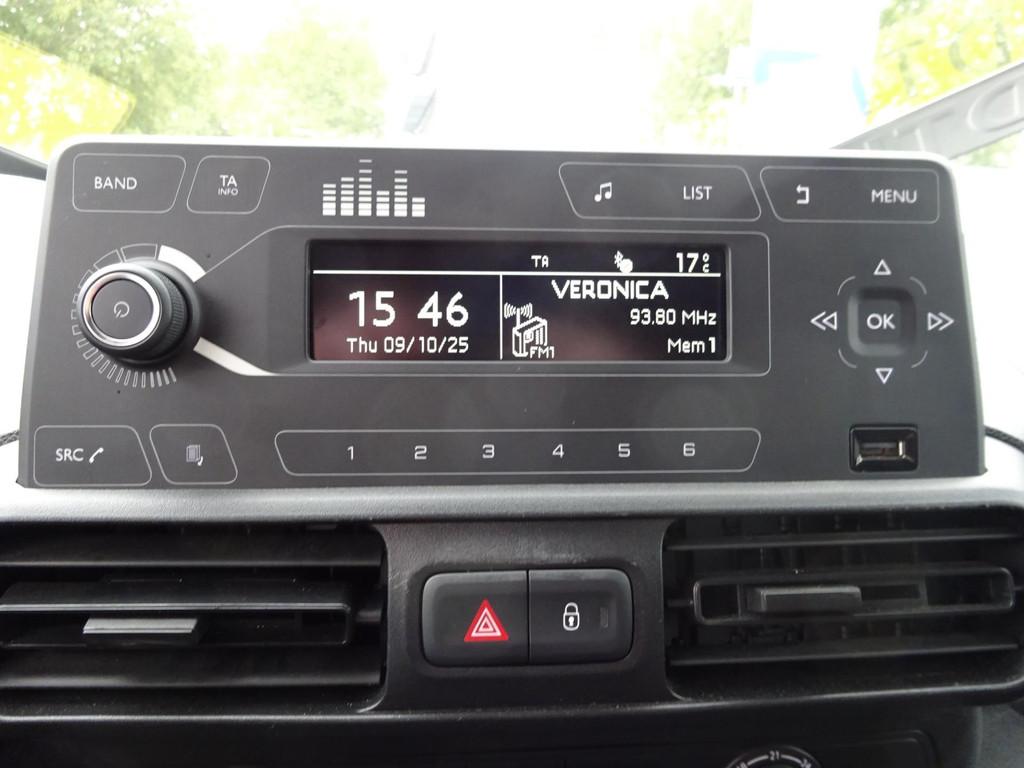 BAND
TA
INFO
LIST
MENU
TA 17°C
15 46
VERONICA
93.80 MHz
Thu 09/10/25
FM1
Mem 1
OK
SRC
1 2 3 4 5 6
21